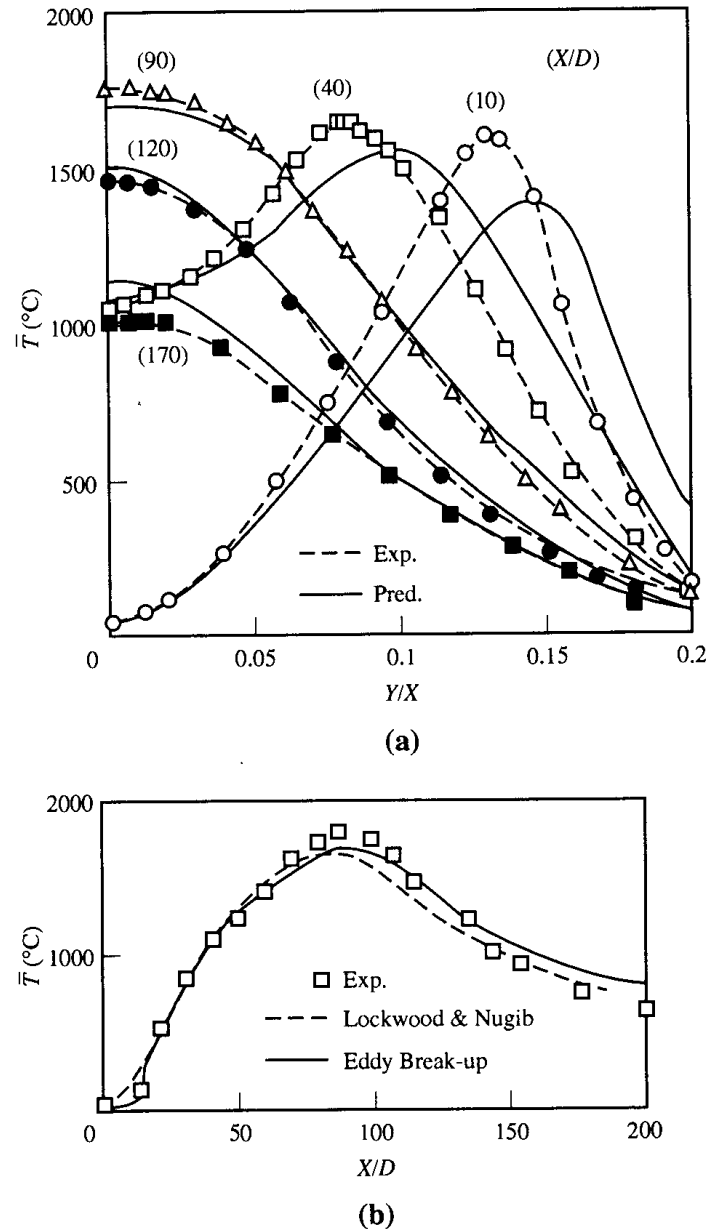 2000
(90)
(X/D)
(40)
(10)
1500
(120)
T̅ (°C)
1000
(170)
500
Exp.
Pred.
0
0.05
0.1
0.15
0.2
Y/X
(a)
2000
T̅ (°C)
1000
Exp.
Lockwood & Nugib
Eddy Break-up
0
50
100
150
200
X/D
(b)